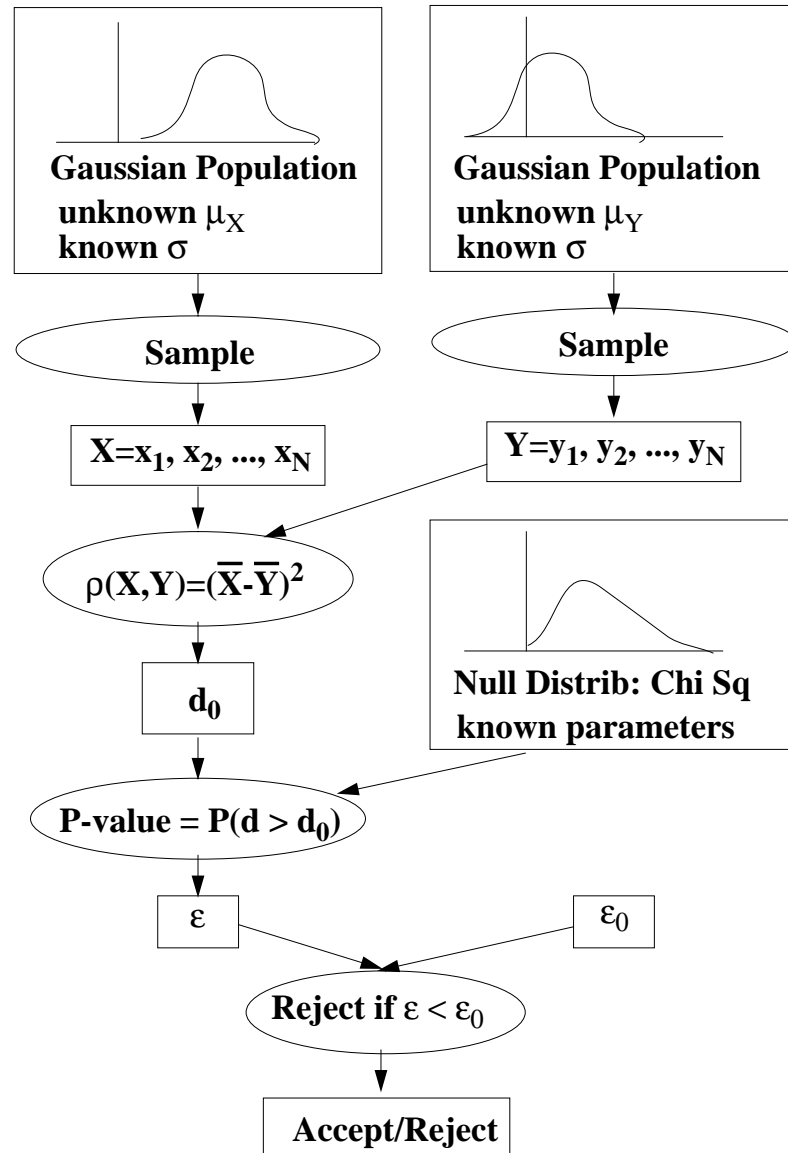 Gaussian Population
unknown μX
known σ
Gaussian Population
unknown μY
known σ
Sample
Sample
X=x1, x2, ..., xN
Y=y1, y2, ..., yN
ρ(X,Y)=(X̅-Y̅)²
d0
Null Distrib: Chi Sq
known parameters
P-value = P(d > d0)
ε
ε0
Reject if ε < ε0
Accept/Reject